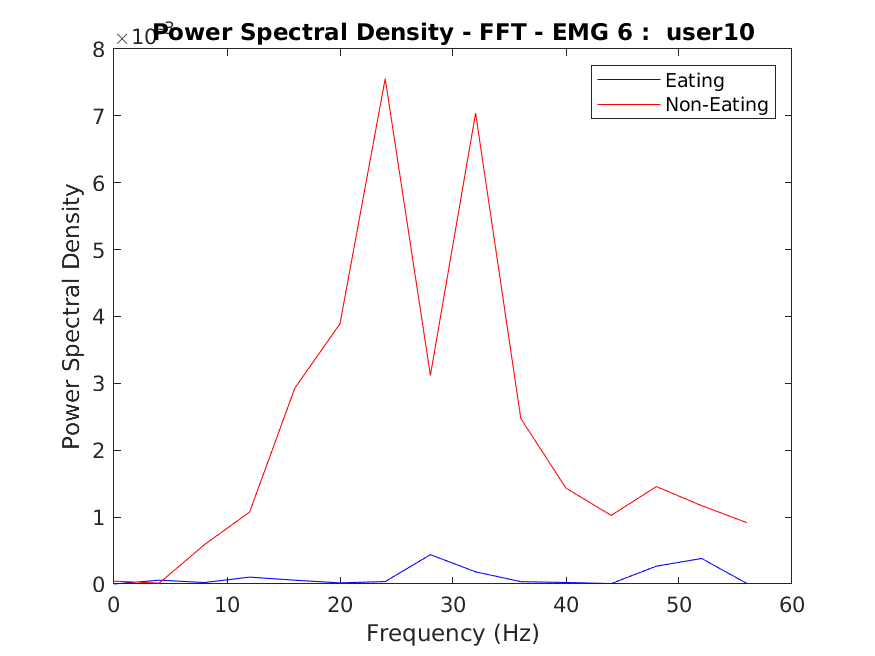 Power Spectral Density - FFT - EMG 6 : user10
×10
Eating
Non-Eating
8
7
6
5
4
3
2
1
0
Power Spectral Density
0 10 20 30 40 50 60
Frequency (Hz)